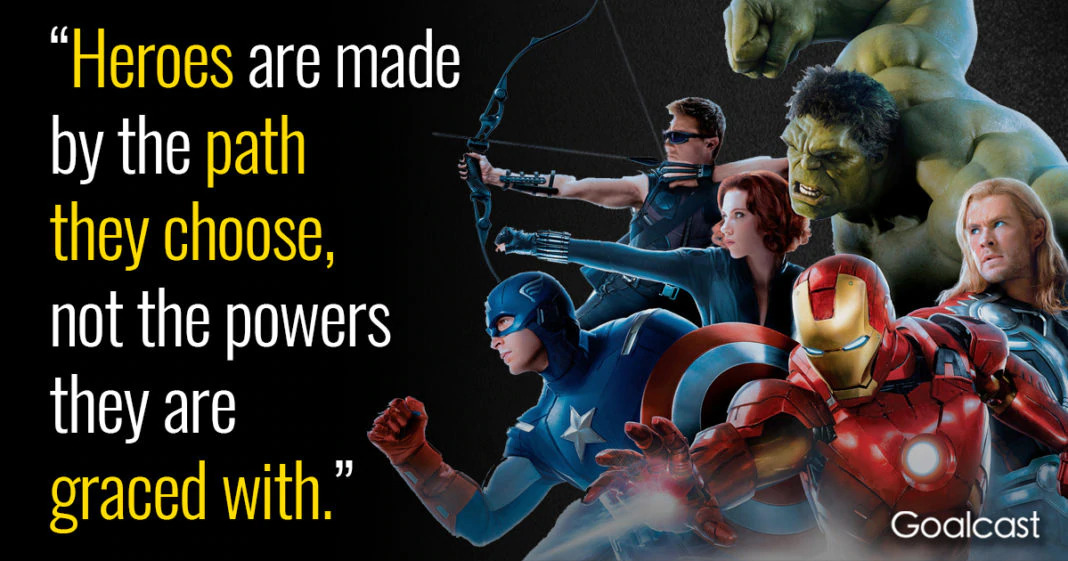 “Heroes are made
by the path
they choose,
not the powers
they are
graced with.”
Goalcast